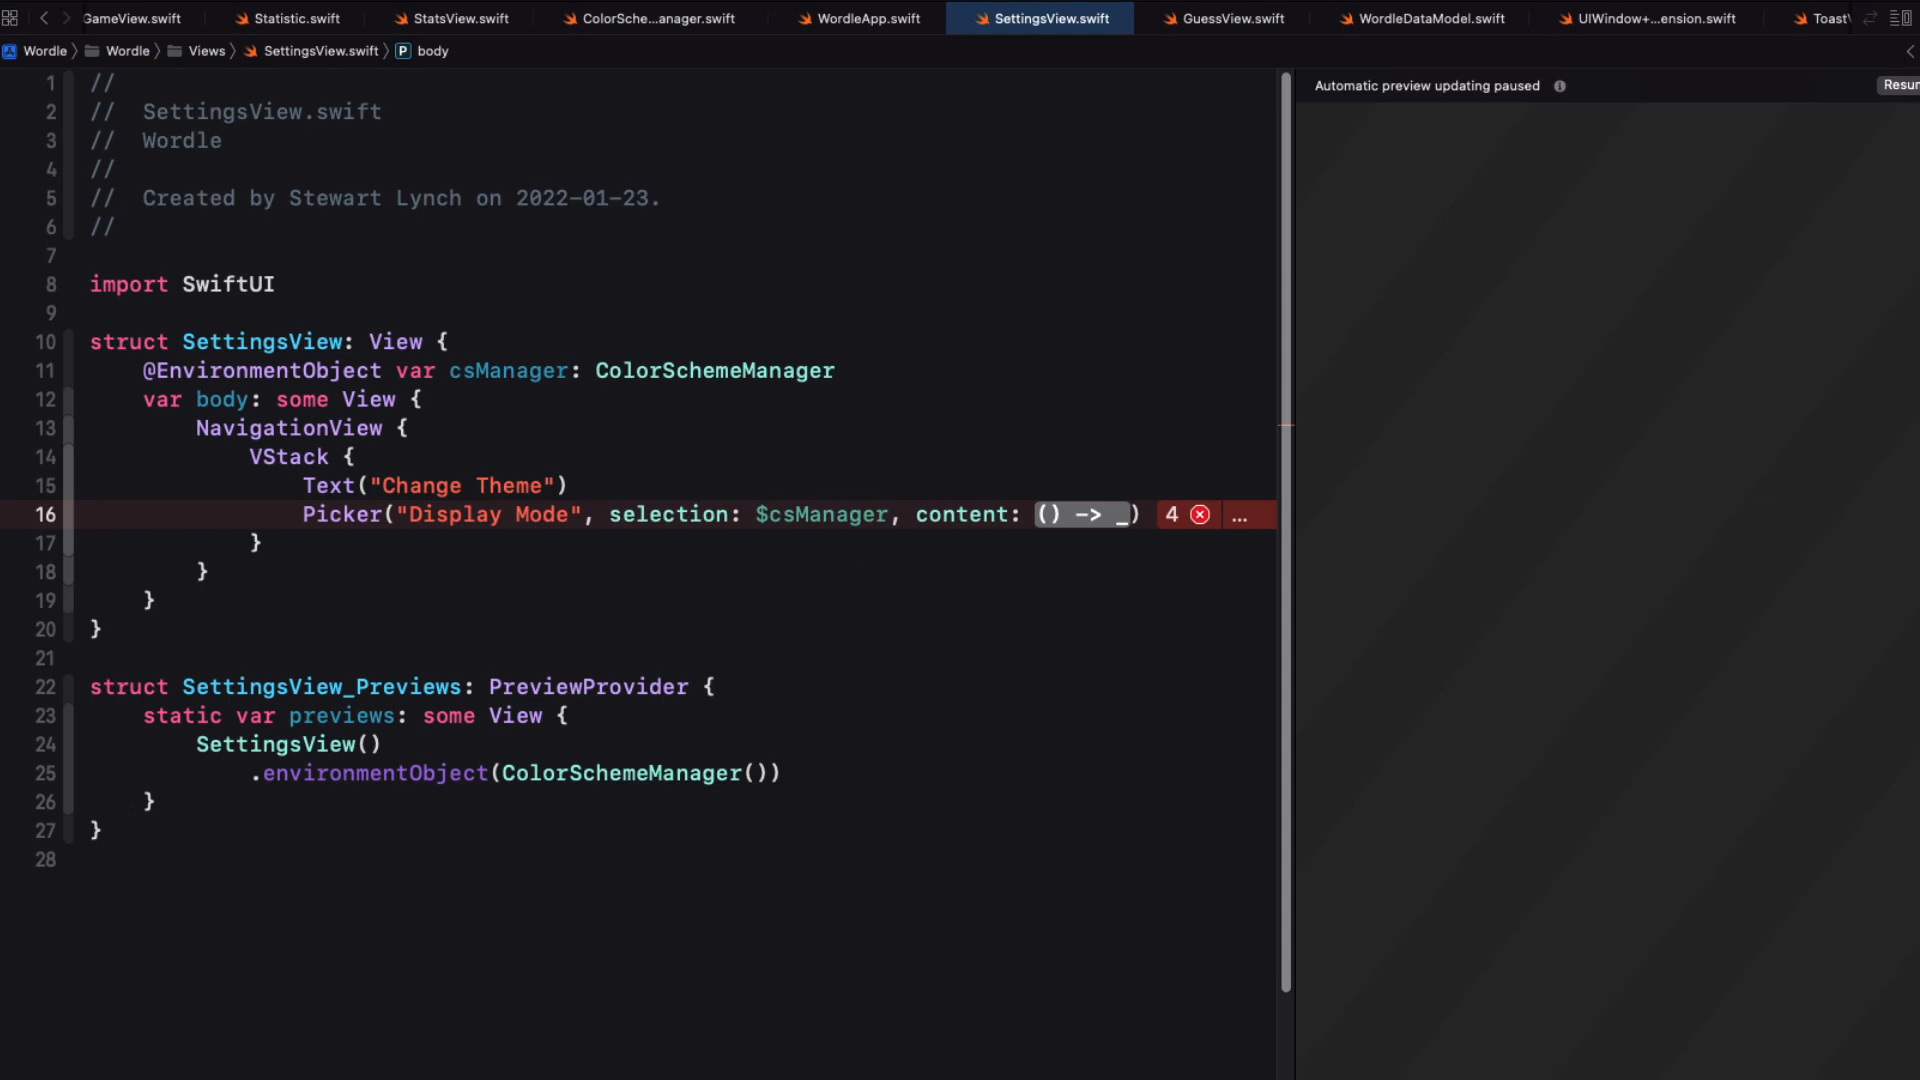 GameView.swift Statistic.swift StatsView.swift ColorSche...anager.swift WordleApp.swift SettingsView.swift GuessView.swift WordleDataModel.swift UIWindow+...ension.swift ToastV
Wordle 〉 Wordle 〉 Views 〉 SettingsView.swift 〉 P body
Automatic preview updating paused Resum
1 //
2 //  SettingsView.swift
3 //  Wordle
4 //
5 //  Created by Stewart Lynch on 2022-01-23.
6 //
7
8 import SwiftUI
9
10 struct SettingsView: View {
11     @EnvironmentObject var csManager: ColorSchemeManager
12     var body: some View {
13         NavigationView {
14             VStack {
15                 Text("Change Theme")
16                 Picker("Display Mode", selection: $csManager, content: () -> _) 4 ...
17             }
18         }
19     }
20 }
21
22 struct SettingsView_Previews: PreviewProvider {
23     static var previews: some View {
24         SettingsView()
25             .environmentObject(ColorSchemeManager())
26     }
27 }
28